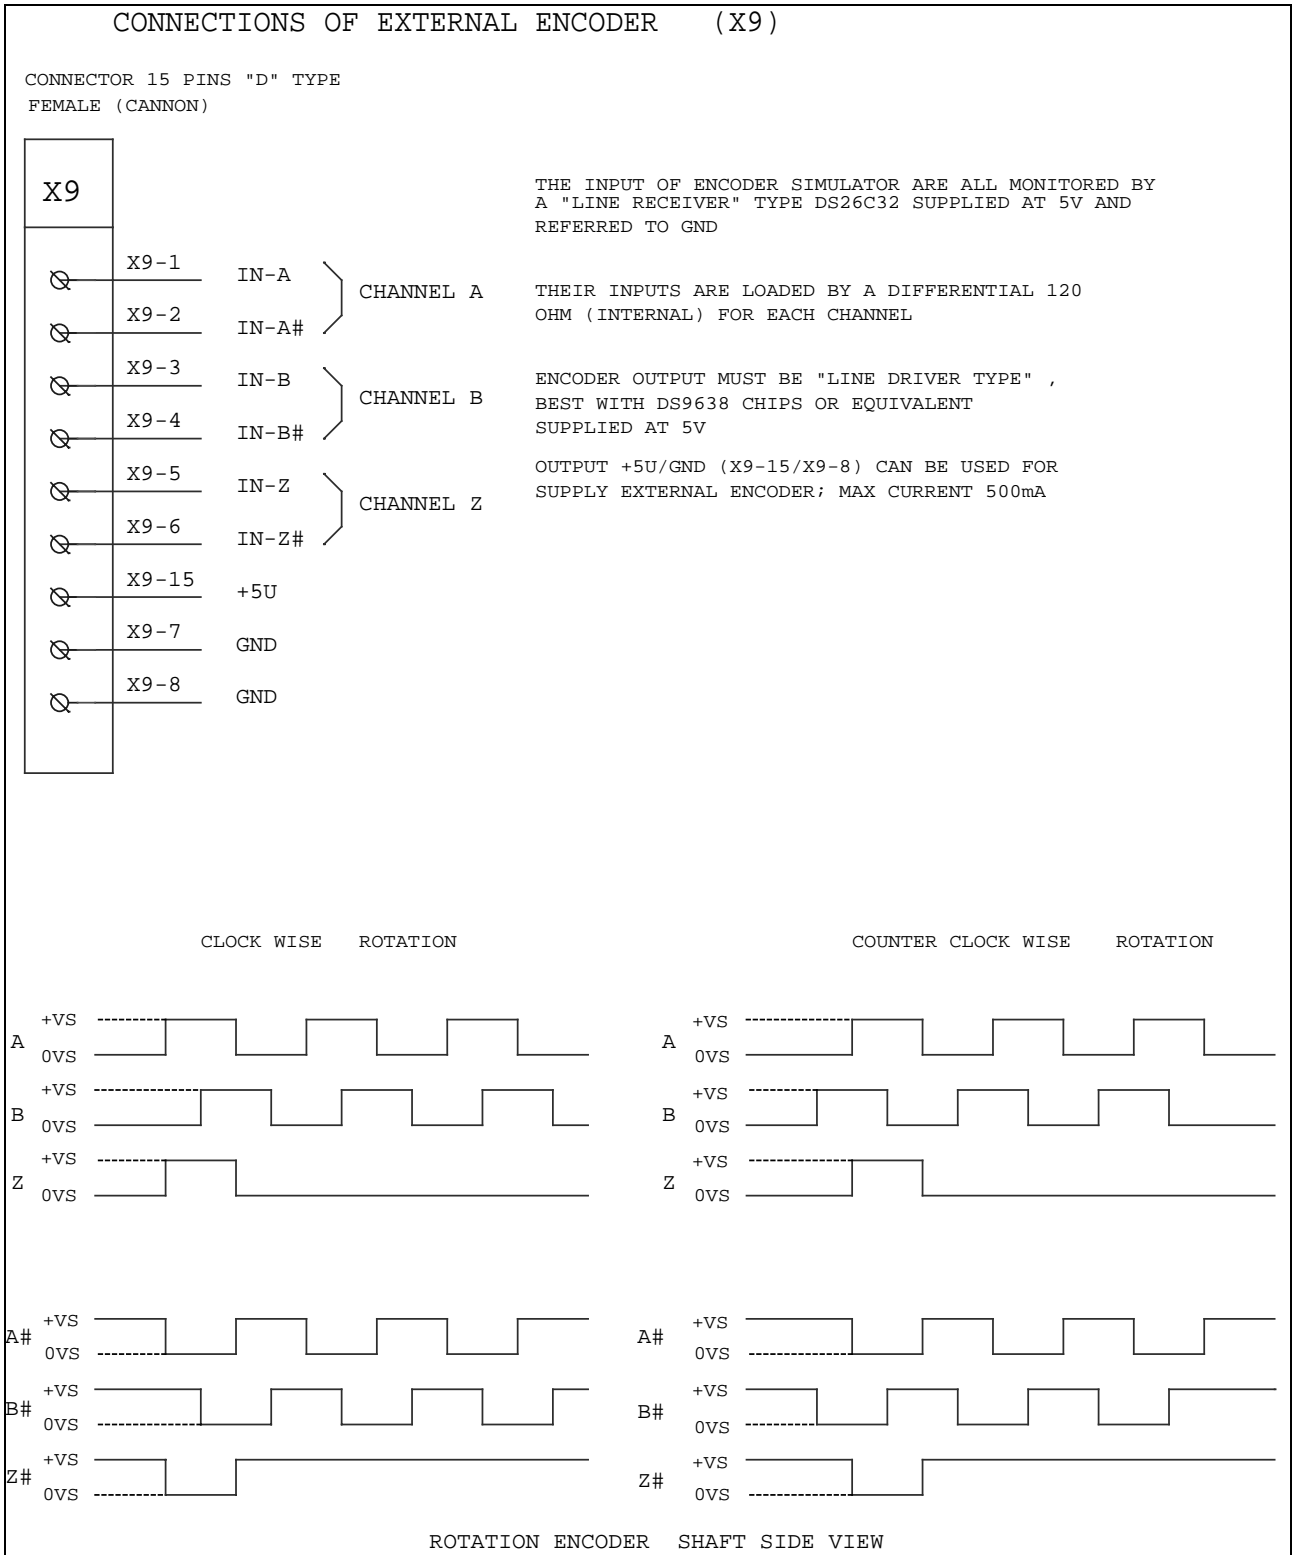 CONNECTIONS OF EXTERNAL ENCODER (X9)
CONNECTOR 15 PINS "D" TYPE
FEMALE (CANNON)
X9
THE INPUT OF ENCODER SIMULATOR ARE ALL MONITORED BY
A "LINE RECEIVER" TYPE DS26C32 SUPPLIED AT 5V AND
REFERRED TO GND
X9-1 IN-A
CHANNEL A
X9-2 IN-A#
THEIR INPUTS ARE LOADED BY A DIFFERENTIAL 120
OHM (INTERNAL) FOR EACH CHANNEL
X9-3 IN-B
CHANNEL B
X9-4 IN-B#
ENCODER OUTPUT MUST BE "LINE DRIVER TYPE" ,
BEST WITH DS9638 CHIPS OR EQUIVALENT
SUPPLIED AT 5V
X9-5 IN-Z
CHANNEL Z
X9-6 IN-Z#
OUTPUT +5U/GND (X9-15/X9-8) CAN BE USED FOR
SUPPLY EXTERNAL ENCODER; MAX CURRENT 500mA
X9-15 +5U
X9-7 GND
X9-8 GND
CLOCK WISE ROTATION
A +VS
0VS
B +VS
0VS
Z +VS
0VS
A# +VS
0VS
B# +VS
0VS
Z# +VS
0VS
COUNTER CLOCK WISE ROTATION
A +VS
0VS
B +VS
0VS
Z +VS
0VS
A# +VS
0VS
B# +VS
0VS
Z# +VS
0VS
ROTATION ENCODER SHAFT SIDE VIEW